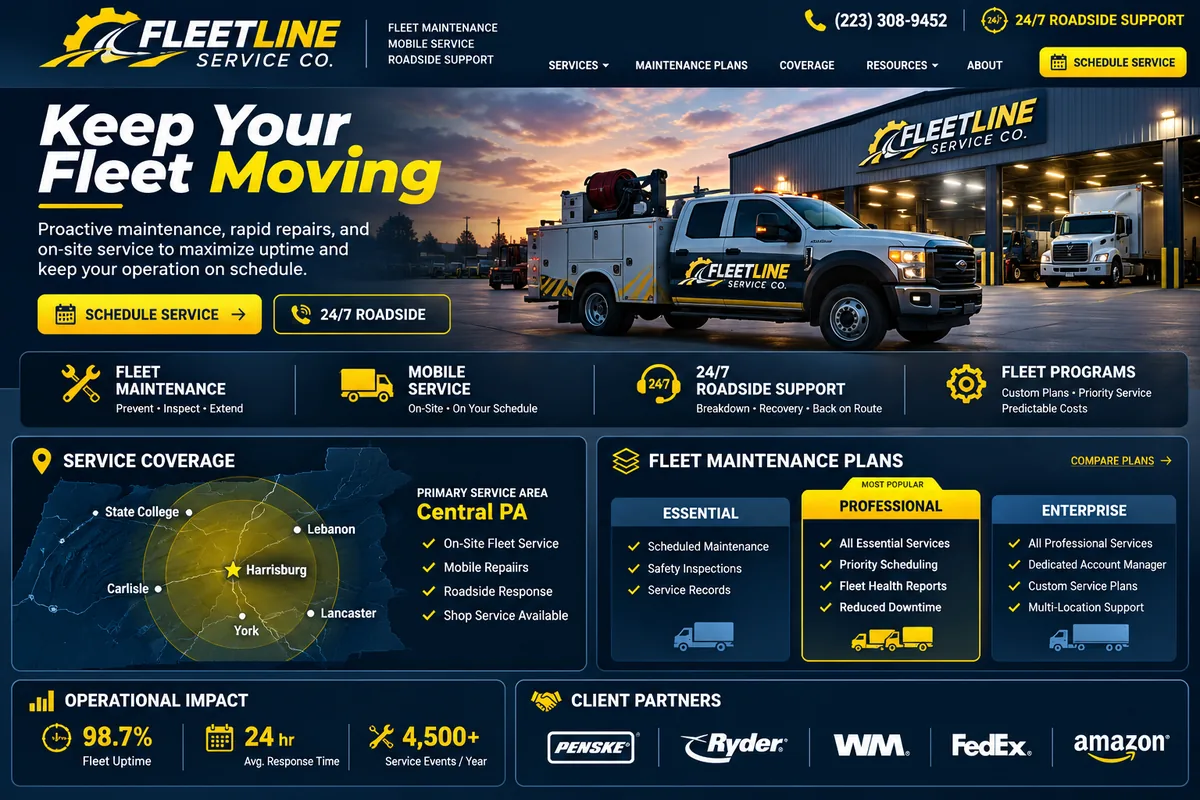 FLEETLINE
SERVICE CO.
FLEET MAINTENANCE
MOBILE SERVICE
ROADSIDE SUPPORT
(223) 308-9452
24/7
24/7 ROADSIDE SUPPORT
SERVICES
MAINTENANCE PLANS
COVERAGE
RESOURCES
ABOUT
SCHEDULE SERVICE
Keep Your
Fleet Moving
Proactive maintenance, rapid repairs, and
on-site service to maximize uptime and
keep your operation on schedule.
SCHEDULE SERVICE →
24/7 ROADSIDE
FLEETLINE
SERVICE CO.
FLEETLINE
SERVICE CO.
FLEET
MAINTENANCE
Prevent • Inspect • Extend
MOBILE
SERVICE
On-Site • On Your Schedule
24/7
24/7
ROADSIDE SUPPORT
Breakdown • Recovery • Back on Route
FLEET PROGRAMS
Custom Plans • Priority Service
Predictable Costs
SERVICE COVERAGE
State College
Lebanon
Harrisburg
Carlisle
Lancaster
York
PRIMARY SERVICE AREA
Central PA
On-Site Fleet Service
Mobile Repaiirs
Roadside Response
Shop Service Available
FLEET MAINTENANCE PLANS
COMPARE PLANS →
ESSENTIAL
Scheduled Maintenance
Safety Inspections
Service Records
MOST POPULAR
PROFESSIONAL
All Essential Services
Priority Scheduling
Fleet Health Reports
Reduced Downtime
ENTERPRISE
All Professional Services
Dedicated Account Manager
Custom Service Plans
Multi-Location Support
OPERATIONAL IMPACT
98.7%
Fleet Uptime
24 hr
Avg. Response Time
4,500+
Service Events / Year
CLIENT PARTNERS
PENSKE®
Ryder®
WM®
FedEx®
amazon®